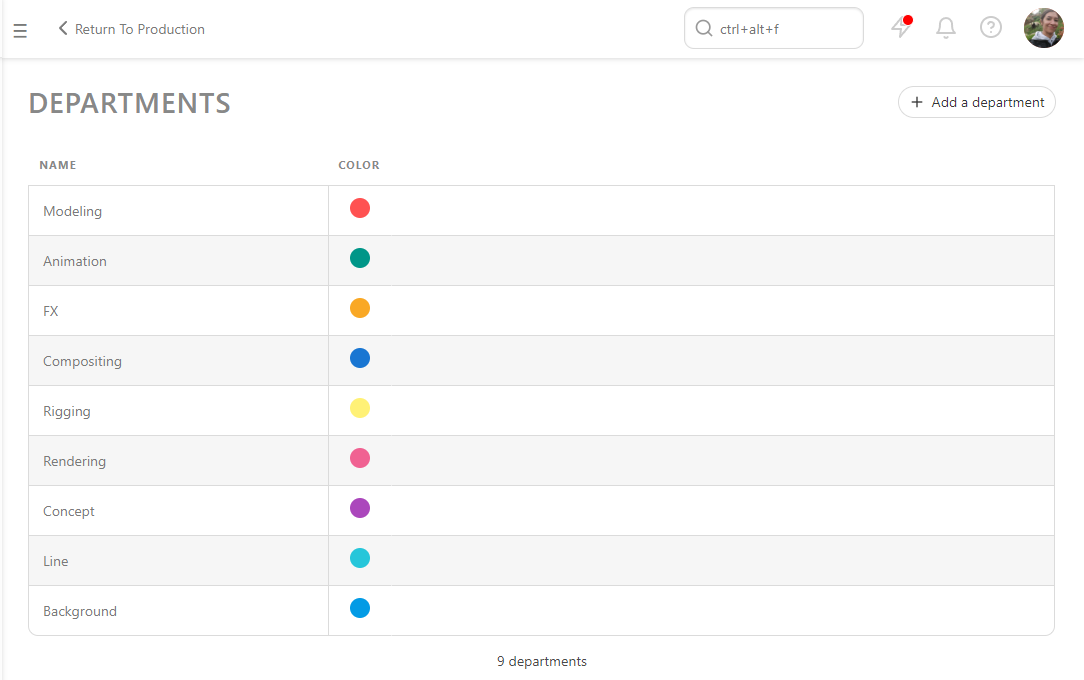 Return To Production
ctrl+alt+f
DEPARTMENTS
Add a department
NAME COLOR
Modeling
Animation
FX
Compositing
Rigging
Rendering
Concept
Line
Background
9 departments